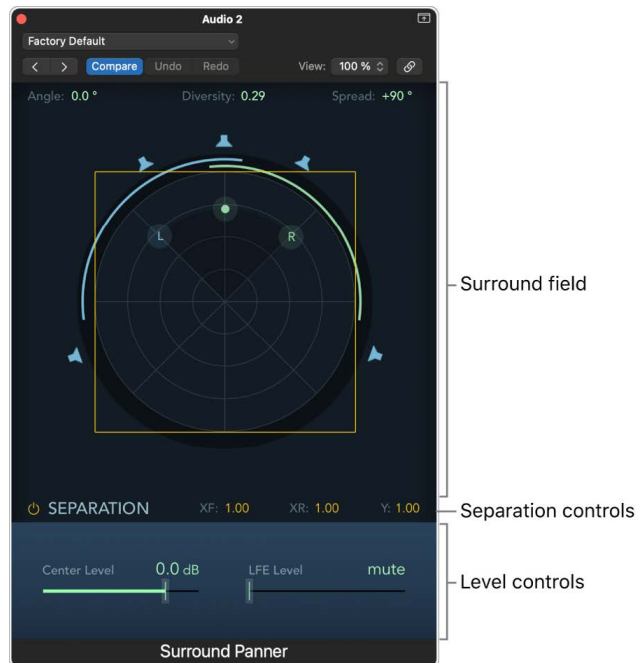 Audio 2
Factory Default
Compare Undo Redo View: 100 %
Angle: 0.0 ° Diversity: 0.29 Spread: +90 °
L R
Surround field
SEPARATION XF: 1.00 XR: 1.00 Y: 1.00
Separation controls
Center Level 0.0 dB LFE Level mute
Level controls
Surround Panner